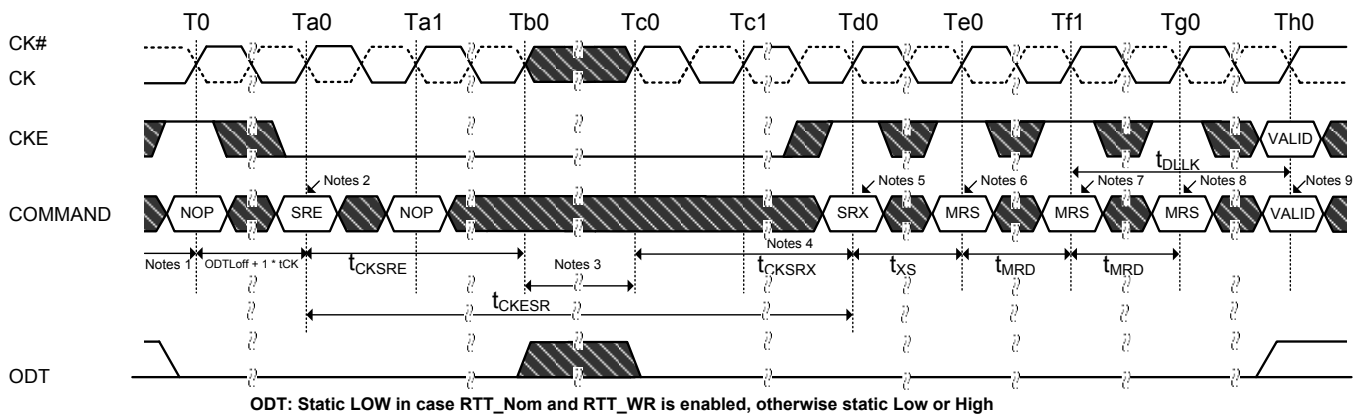 T0 Ta0 Ta1 Tb0 Tc0 Tc1 Td0 Te0 Tf1 Tg0 Th0
CK#
CK
CKE
VALID
tDLLK
Notes 2
Notes 5
Notes 6
Notes 7
Notes 8
Notes 9
COMMAND
NOP SRE NOP SRX MRS MRS MRS VALID
Notes 1
ODTLoff + 1 * tCK
tCKSRE
Notes 3
Notes 4
tCKSRX
tXS
tMRD
tMRD
tCKESR
ODT
ODT: Static LOW in case RTT_Nom and RTT_WR is enabled, otherwise static Low or High